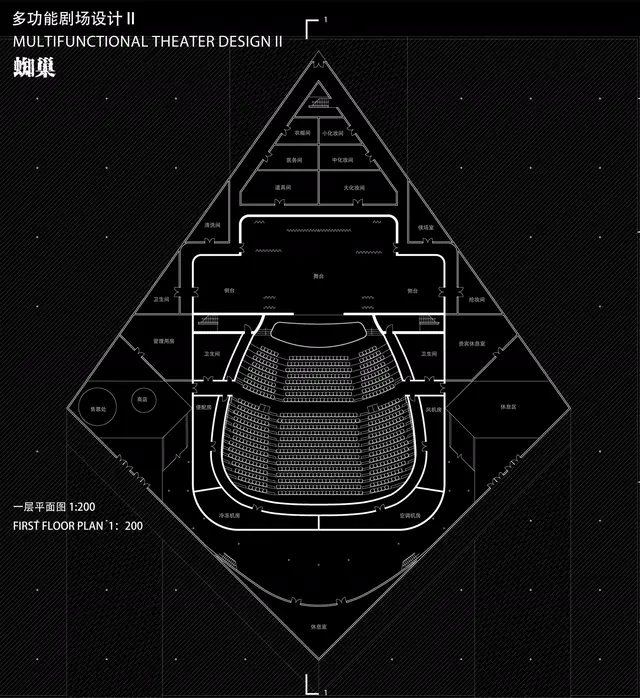 多功能剧场设计 II
1
MULTIFUNCTIONAL THEATER DESIGN II
蜘巢
衣帽间
小化妆间
医务间
中化妆间
道具间
大化妆间
清洗间
候场室
舞台
侧台
侧台
卫生间
抢妆间
管理用房
卫生间
卫生间
贵宾休息室
售票处
商店
便配房
风机房
休息区
一层平面图 1:200
冷冻机房
空调机房
FIRST FLOOR PLAN 1：200
休息室
1